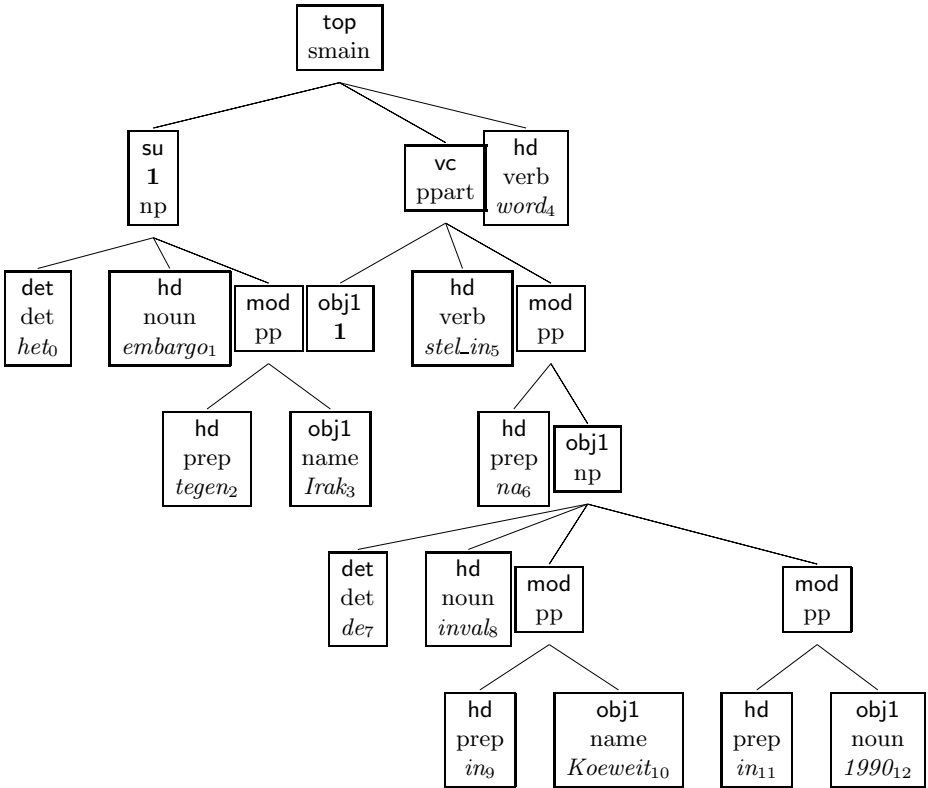 top
smain
su
1
np
vc
ppart
hd
verb
word₄
det
det
het₀
hd
noun
embargo₁
mod
pp
obj1
1
hd
verb
stel_in₅
mod
pp
hd
prep
tegen₂
obj1
name
Irak₃
hd
prep
na₆
obj1
np
det
det
de₇
hd
noun
inval₈
mod
pp
mod
pp
hd
prep
in₉
obj1
name
Koeweit₁₀
hd
prep
in₁₁
obj1
noun
1990₁₂